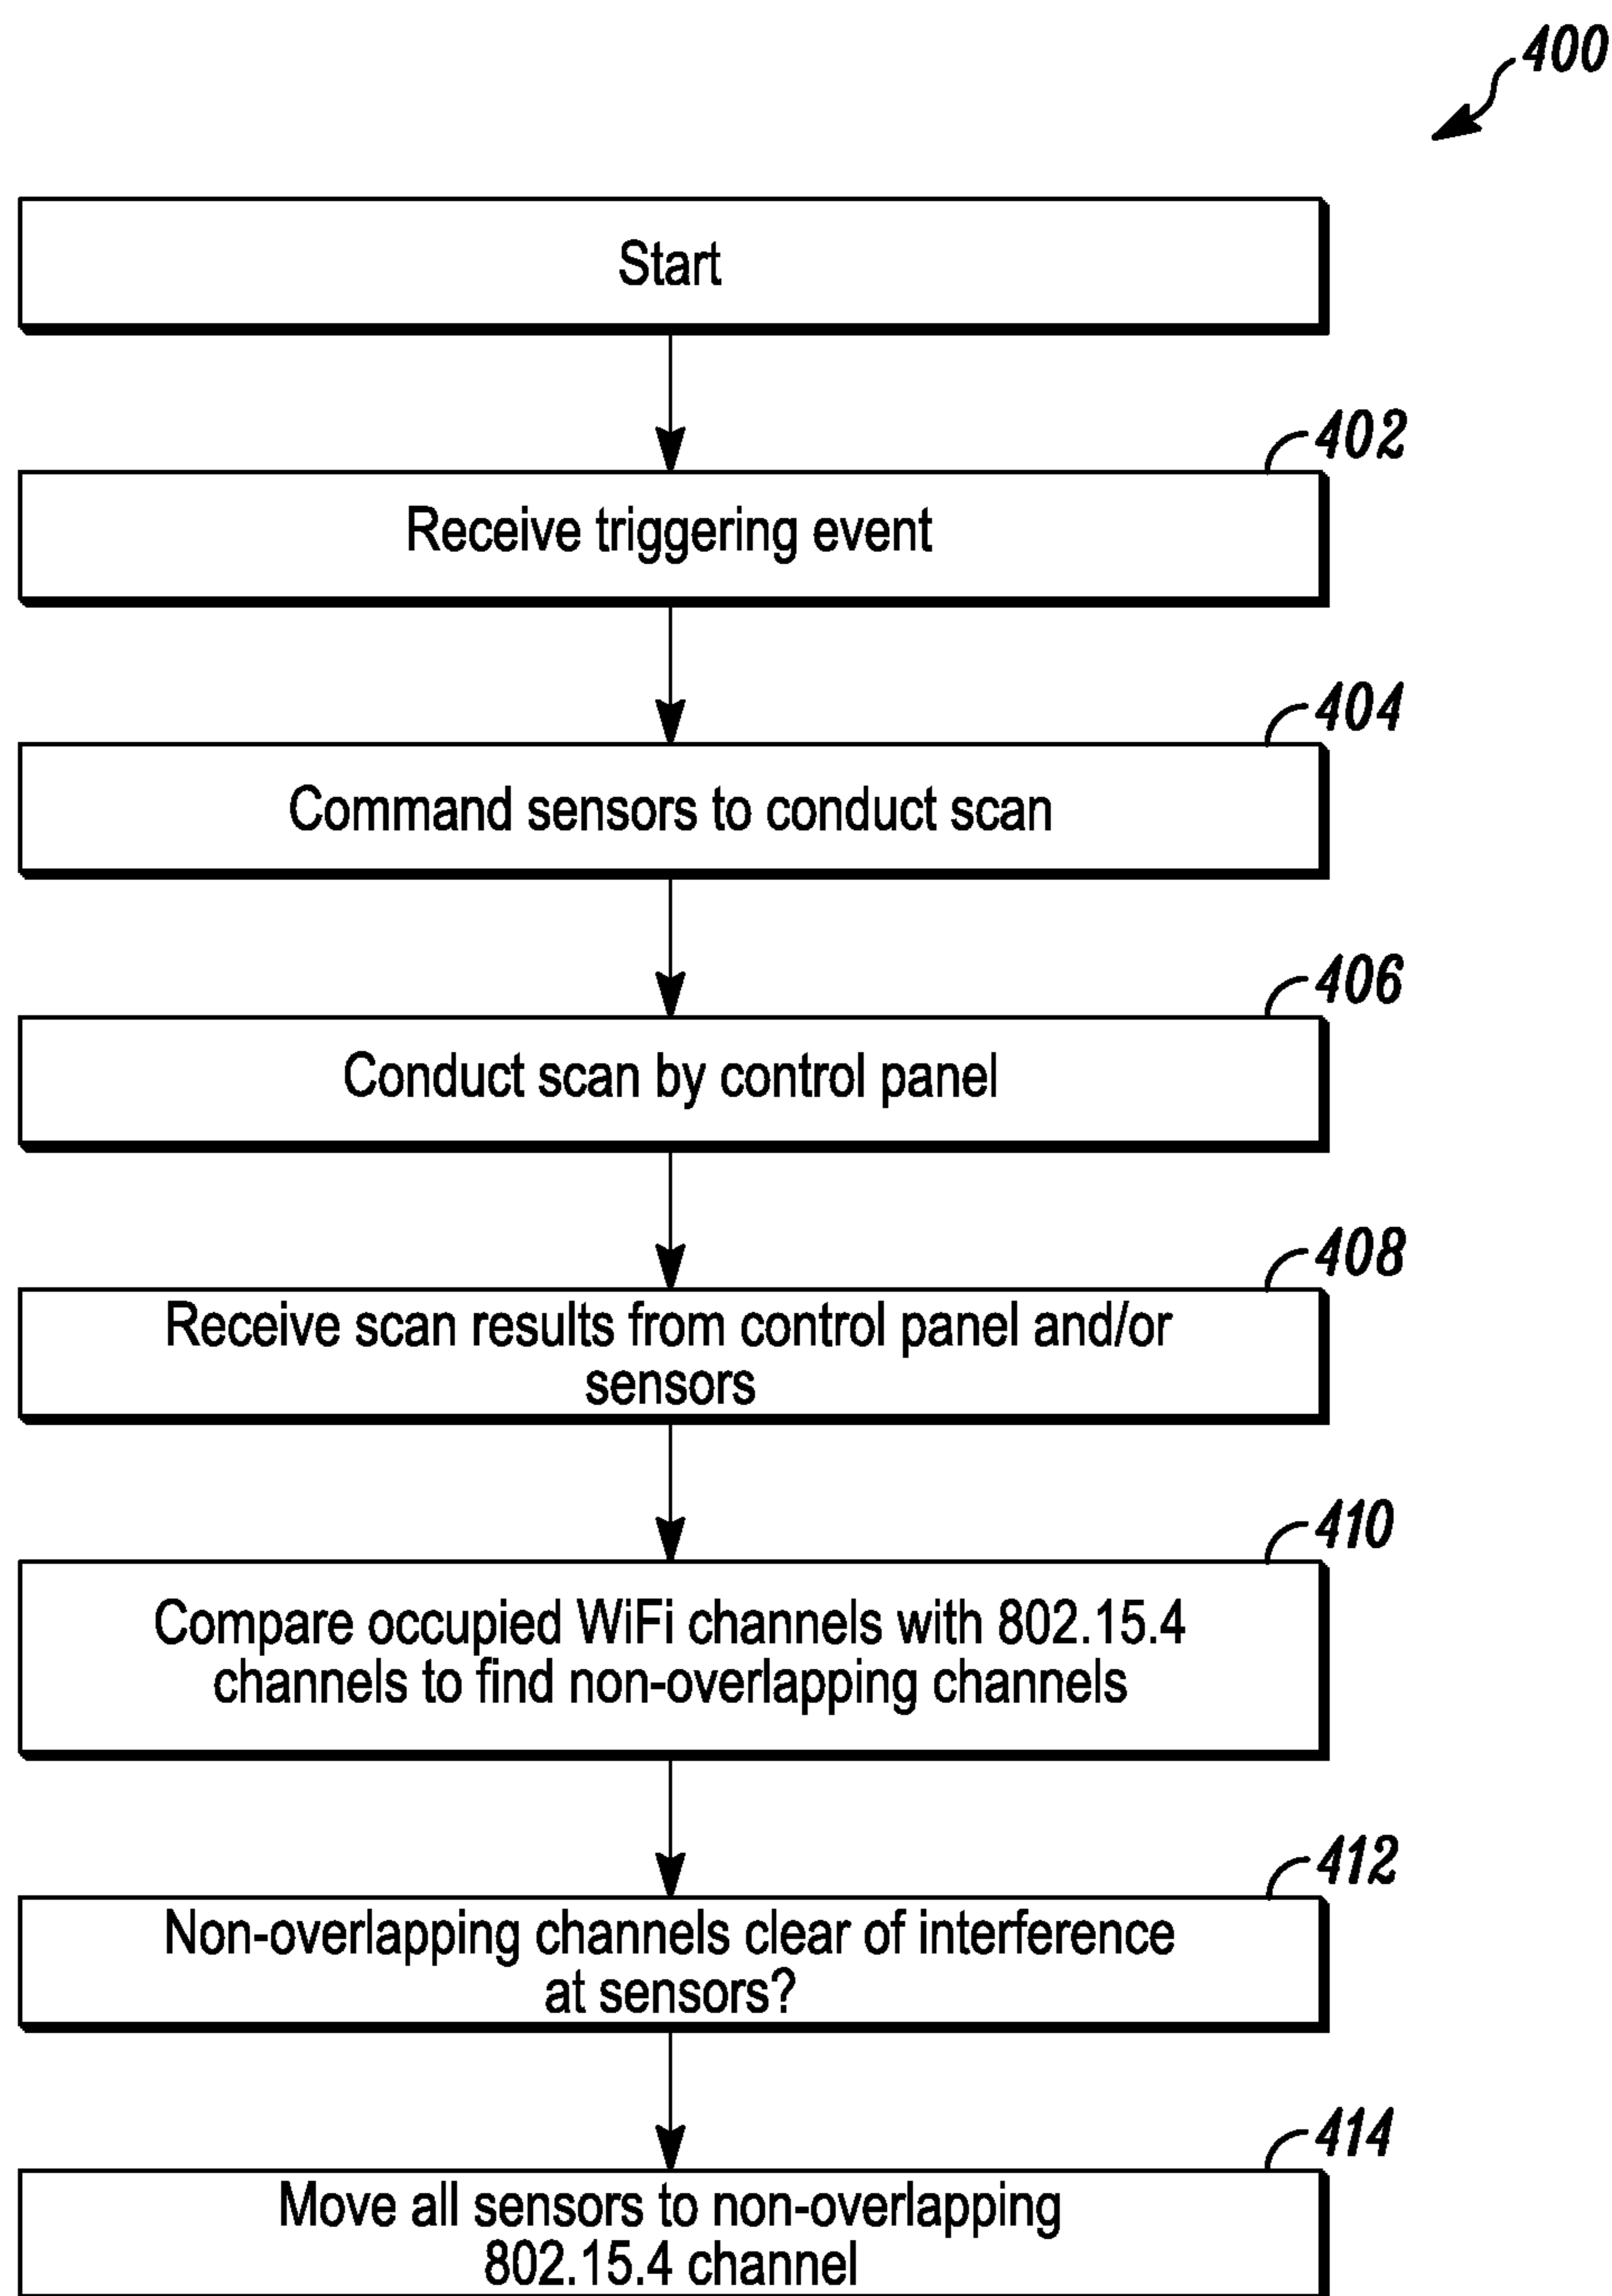 400
Start
402
Receive triggering event
404
Command sensors to conduct scan
406
Conduct scan by control panel
408
Receive scan results from control panel and/or
sensors
410
Compare occupied WiFi channels with 802.15.4
channels to find non-overlapping channels
412
Non-overlapping channels clear of interference
at sensors?
414
Move all sensors to non-overlapping
802.15.4 channel